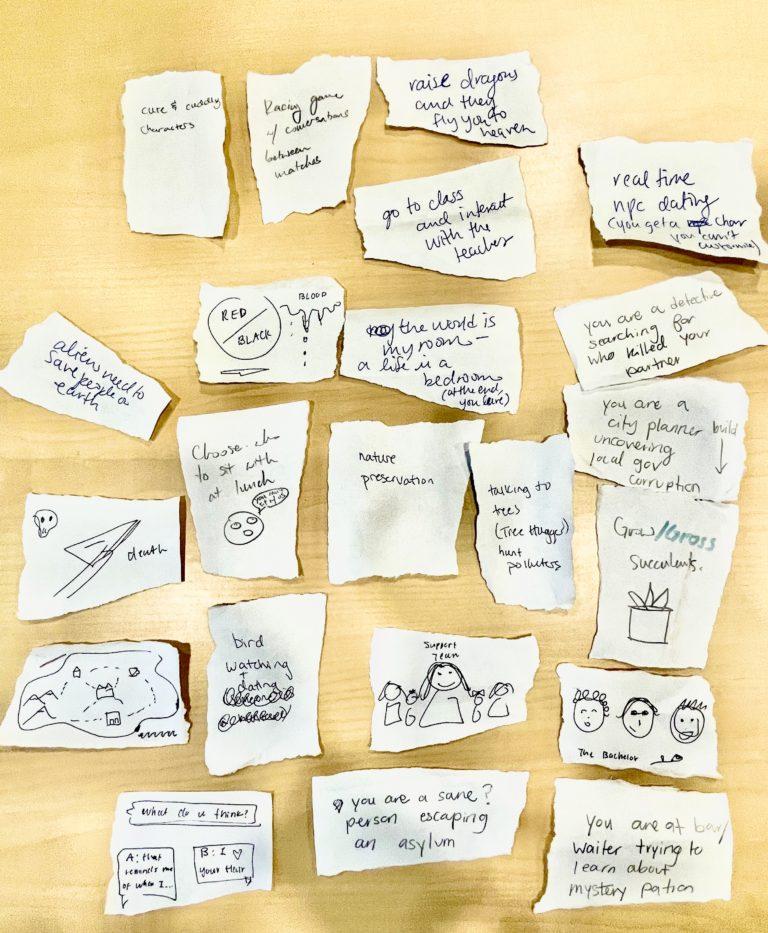 cute & cuddly
characters
Racing game
w/ conversations
between
matches
raise dragons
and they
fly you to
heaven
go to class
and interact
with the
teacher
real time
npc dating
(you get a char
you can't
customize)
RED
BLACK
BLOOD
the world is
my room—
a life is a
bedroom
(at the end,
you leave)
you are a detective
searching for
who killed your
partner
alien need to
save people on
earth
Choose who
to sit with
at lunch
nature
preservation
talking to
trees
(Tree Hugger)
hunt
polluters
you are a
city planner
uncovering
local gov
corruption
build
Grow/Gross
succulents.
death
bird
watching
+
dating
Support
Team
The Bachelor
What do u think?
A: that
reminds me
of when I...
B: I ♡
your Hair
you are a sane?
person escaping
an asylum
You are at bar/
waiter trying to
learn about
mystery patron